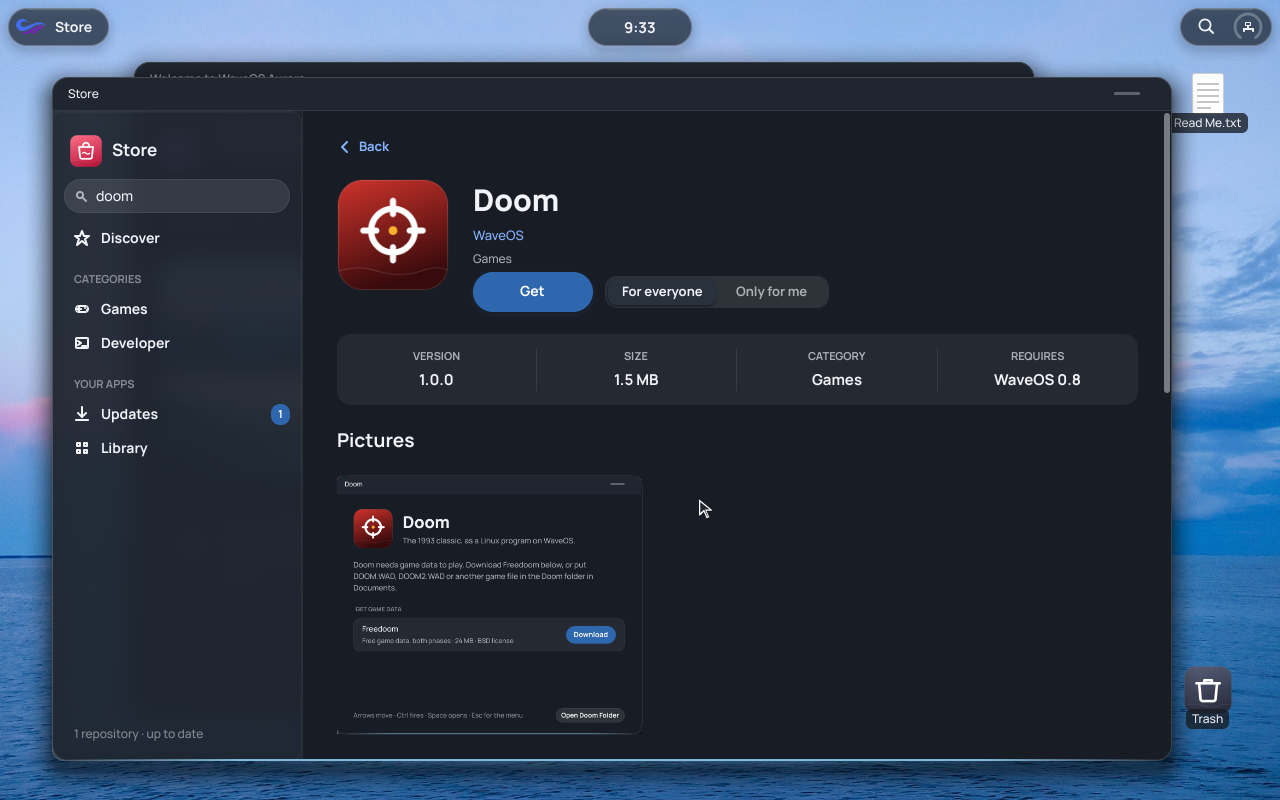 Store
9:33
Welcome to WaveOS Aurora
Store
Read Me.txt
Store
doom
Discover
CATEGORIES
Games
Developer
YOUR APPS
Updates
1
Library
1 repository · up to date
Back
Doom
WaveOS
Games
Get
For everyone
Only for me
VERSION
1.0.0
SIZE
1.5 MB
CATEGORY
Games
REQUIRES
WaveOS 0.8
Pictures
Doom
Doom
The 1993 classic, as a Linux program on WaveOS.
Doom needs game data to play. Download Freedoom below, or put
DOOM.WAD, DOOM2.WAD or another game file in the Doom folder in
Documents.
GET GAME DATA
Freedoom
Free game data, both phases · 24 MB · BSD license
Download
Arrows move · Ctrl fires · Space opens · Esc for the menu
Open Doom Folder
Trash